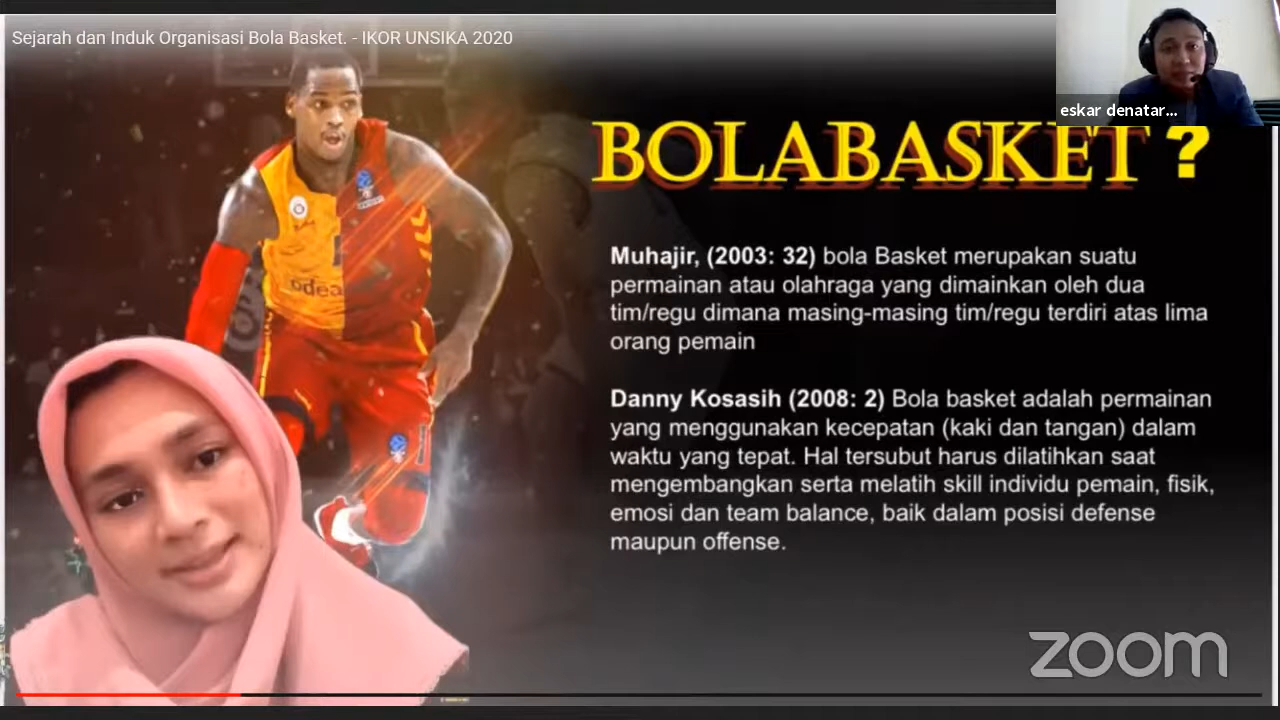 Sejarah dan Induk Organisasi Bola Basket. - IKOR UNSIKA 2020
eskar denatar...
BOLABASKET ?
Muhajir, (2003: 32) bola Basket merupakan suatu
permainan atau olahraga yang dimainkan oleh dua
tim/regu dimana masing-masing tim/regu terdiri atas lima
orang pemain
Danny Kosasih (2008: 2) Bola basket adalah permainan
yang menggunakan kecepatan (kaki dan tangan) dalam
waktu yang tepat. Hal tersubut harus dilatihkan saat
mengembangkan serta melatih skill individu pemain, fisik,
emosi dan team balance, baik dalam posisi defense
maupun offense.
odea
zoom